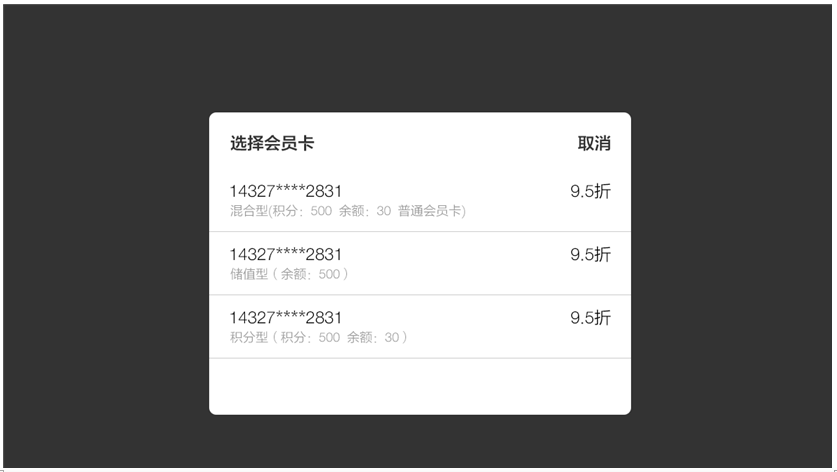 选择会员卡 取消
14327****2831 9.5折
混合型(积分：500 余额：30 普通会员卡)
14327****2831 9.5折
储值型（余额：500）
14327****2831 9.5折
积分型（积分：500 余额：30）